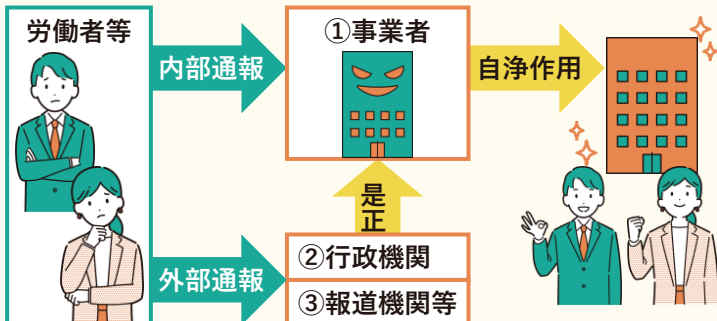 労働者等
内部通報
①事業者
自浄作用
是正
外部通報
②行政機関
③報道機関等